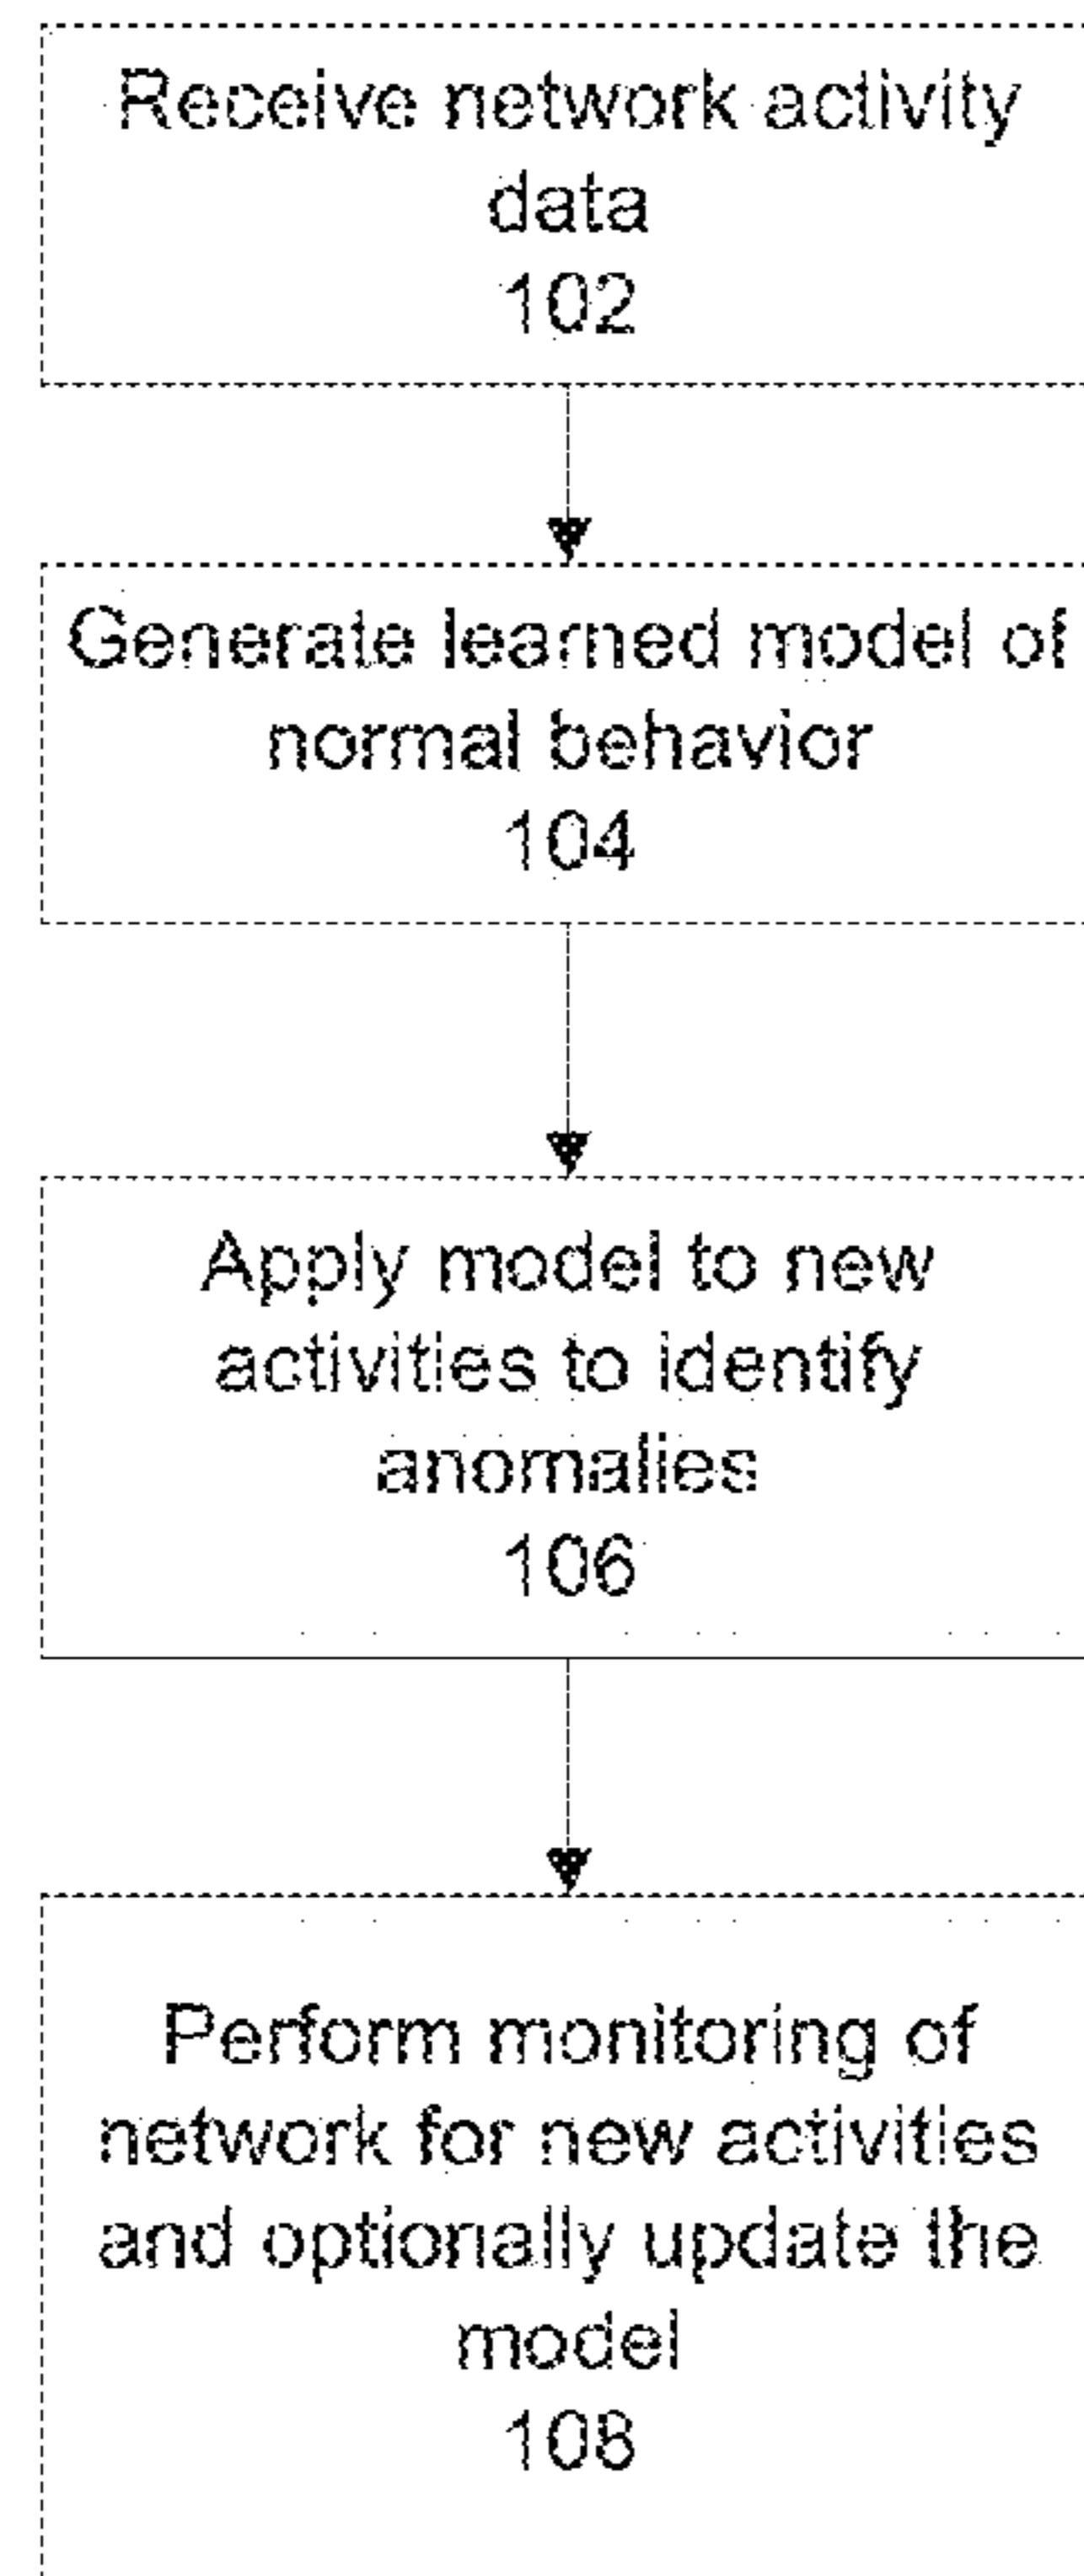 Receive network activity
data
102
Generate learned model of
normal behavior
104
Apply model to new
activities to identify
anomalies
106
Perform monitoring of
network for new activities
and optionally update the
model
108